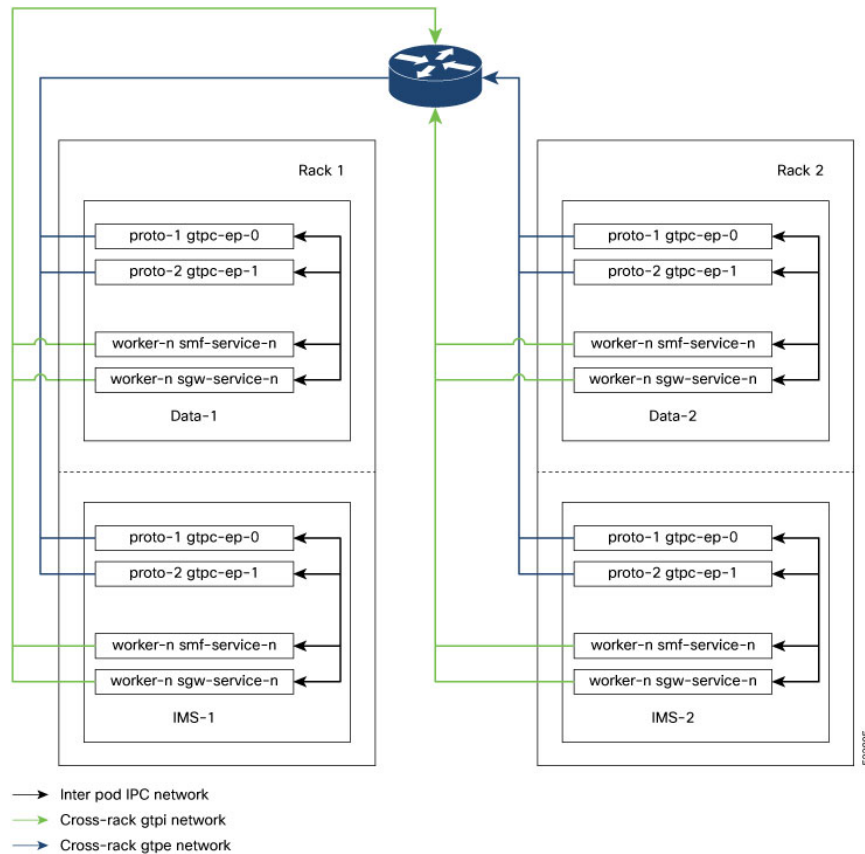 Rack 1
proto-1 gtpc-ep-0
proto-2 gtpc-ep-1
worker-n smf-service-n
worker-n sgw-service-n
Data-1
proto-1 gtpc-ep-0
proto-2 gtpc-ep-1
worker-n smf-service-n
worker-n sgw-service-n
IMS-1
Rack 2
proto-1 gtpc-ep-0
proto-2 gtpc-ep-1
worker-n smf-service-n
worker-n sgw-service-n
Data-2
proto-1 gtpc-ep-0
proto-2 gtpc-ep-1
worker-n smf-service-n
worker-n sgw-service-n
IMS-2
Inter pod IPC network
Cross-rack gtpi network
Cross-rack gtpe network